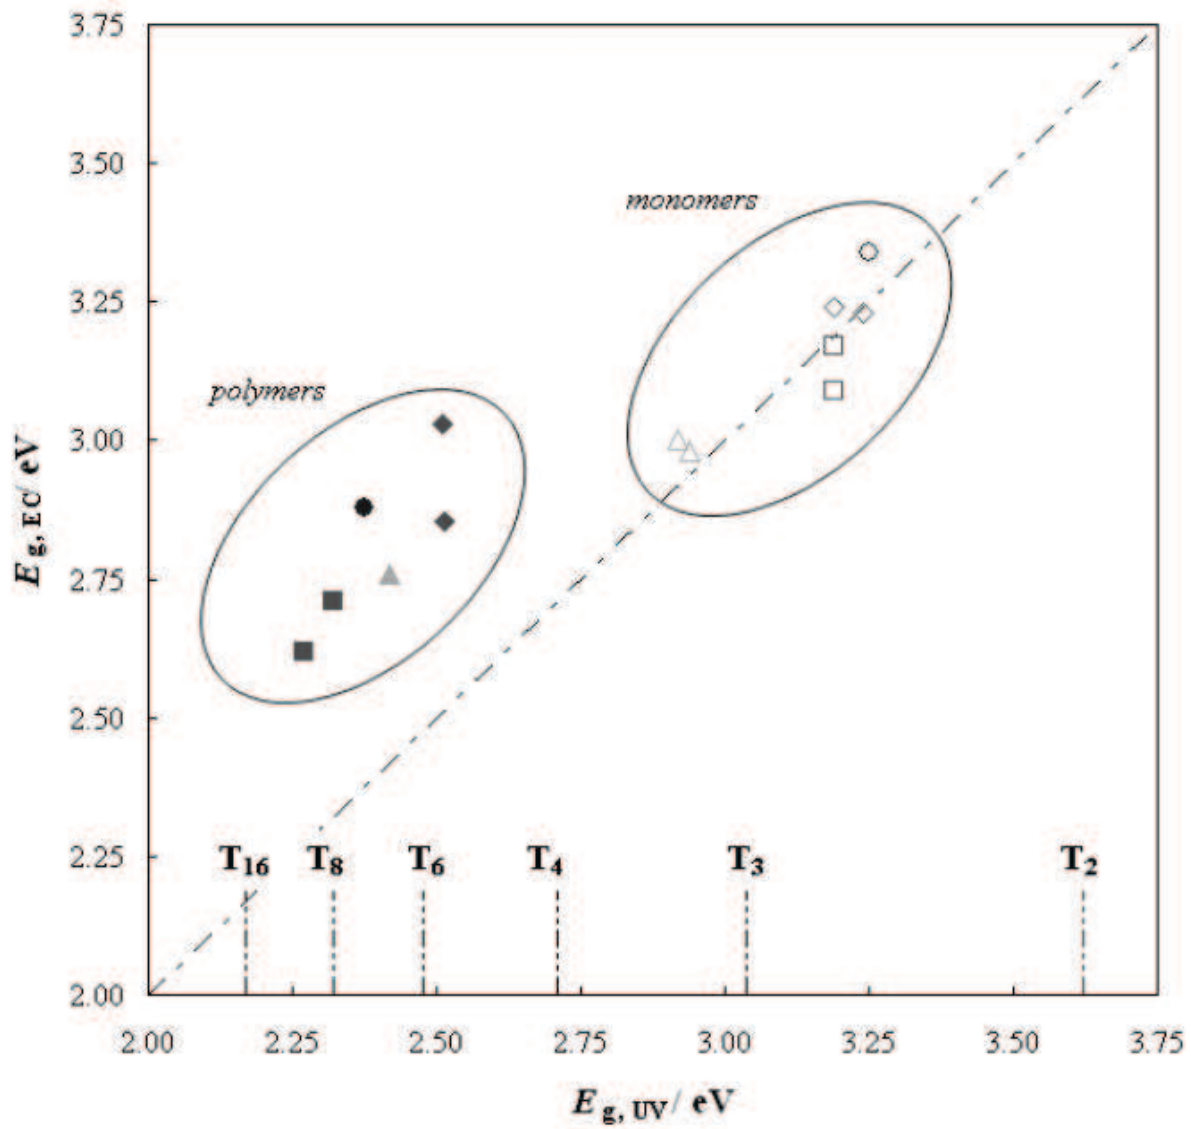 3.75
3.50
monomers
3.25
polymers
3.00
E g, EC/ eV
2.75
2.50
2.25
T16 T8 T6 T4 T3 T2
2.00
2.00 2.25 2.50 2.75 3.00 3.25 3.50 3.75
E g, UV/ eV